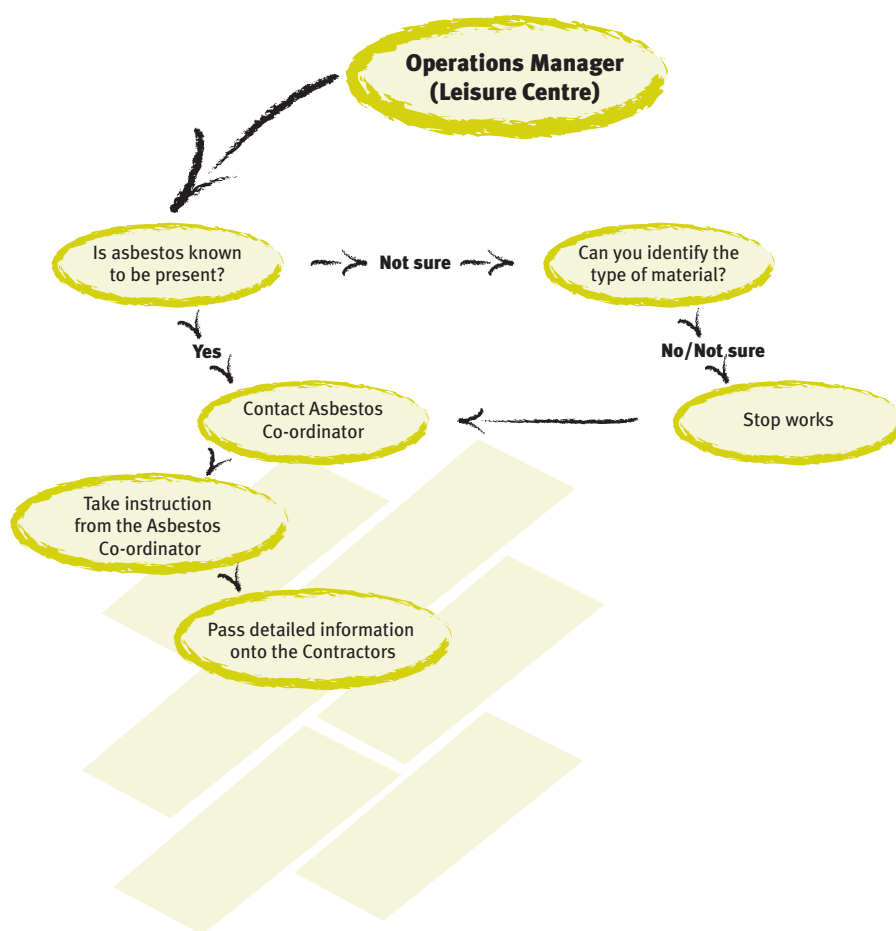 Operations Manager
(Leisure Centre)
Is asbestos known
to be present?
Not sure
Can you identify the
type of material?
Yes
No/Not sure
Contact Asbestos
Co-ordinator
Stop works
Take instruction
from the Asbestos
Co-ordinator
Pass detailed information
onto the Contractors